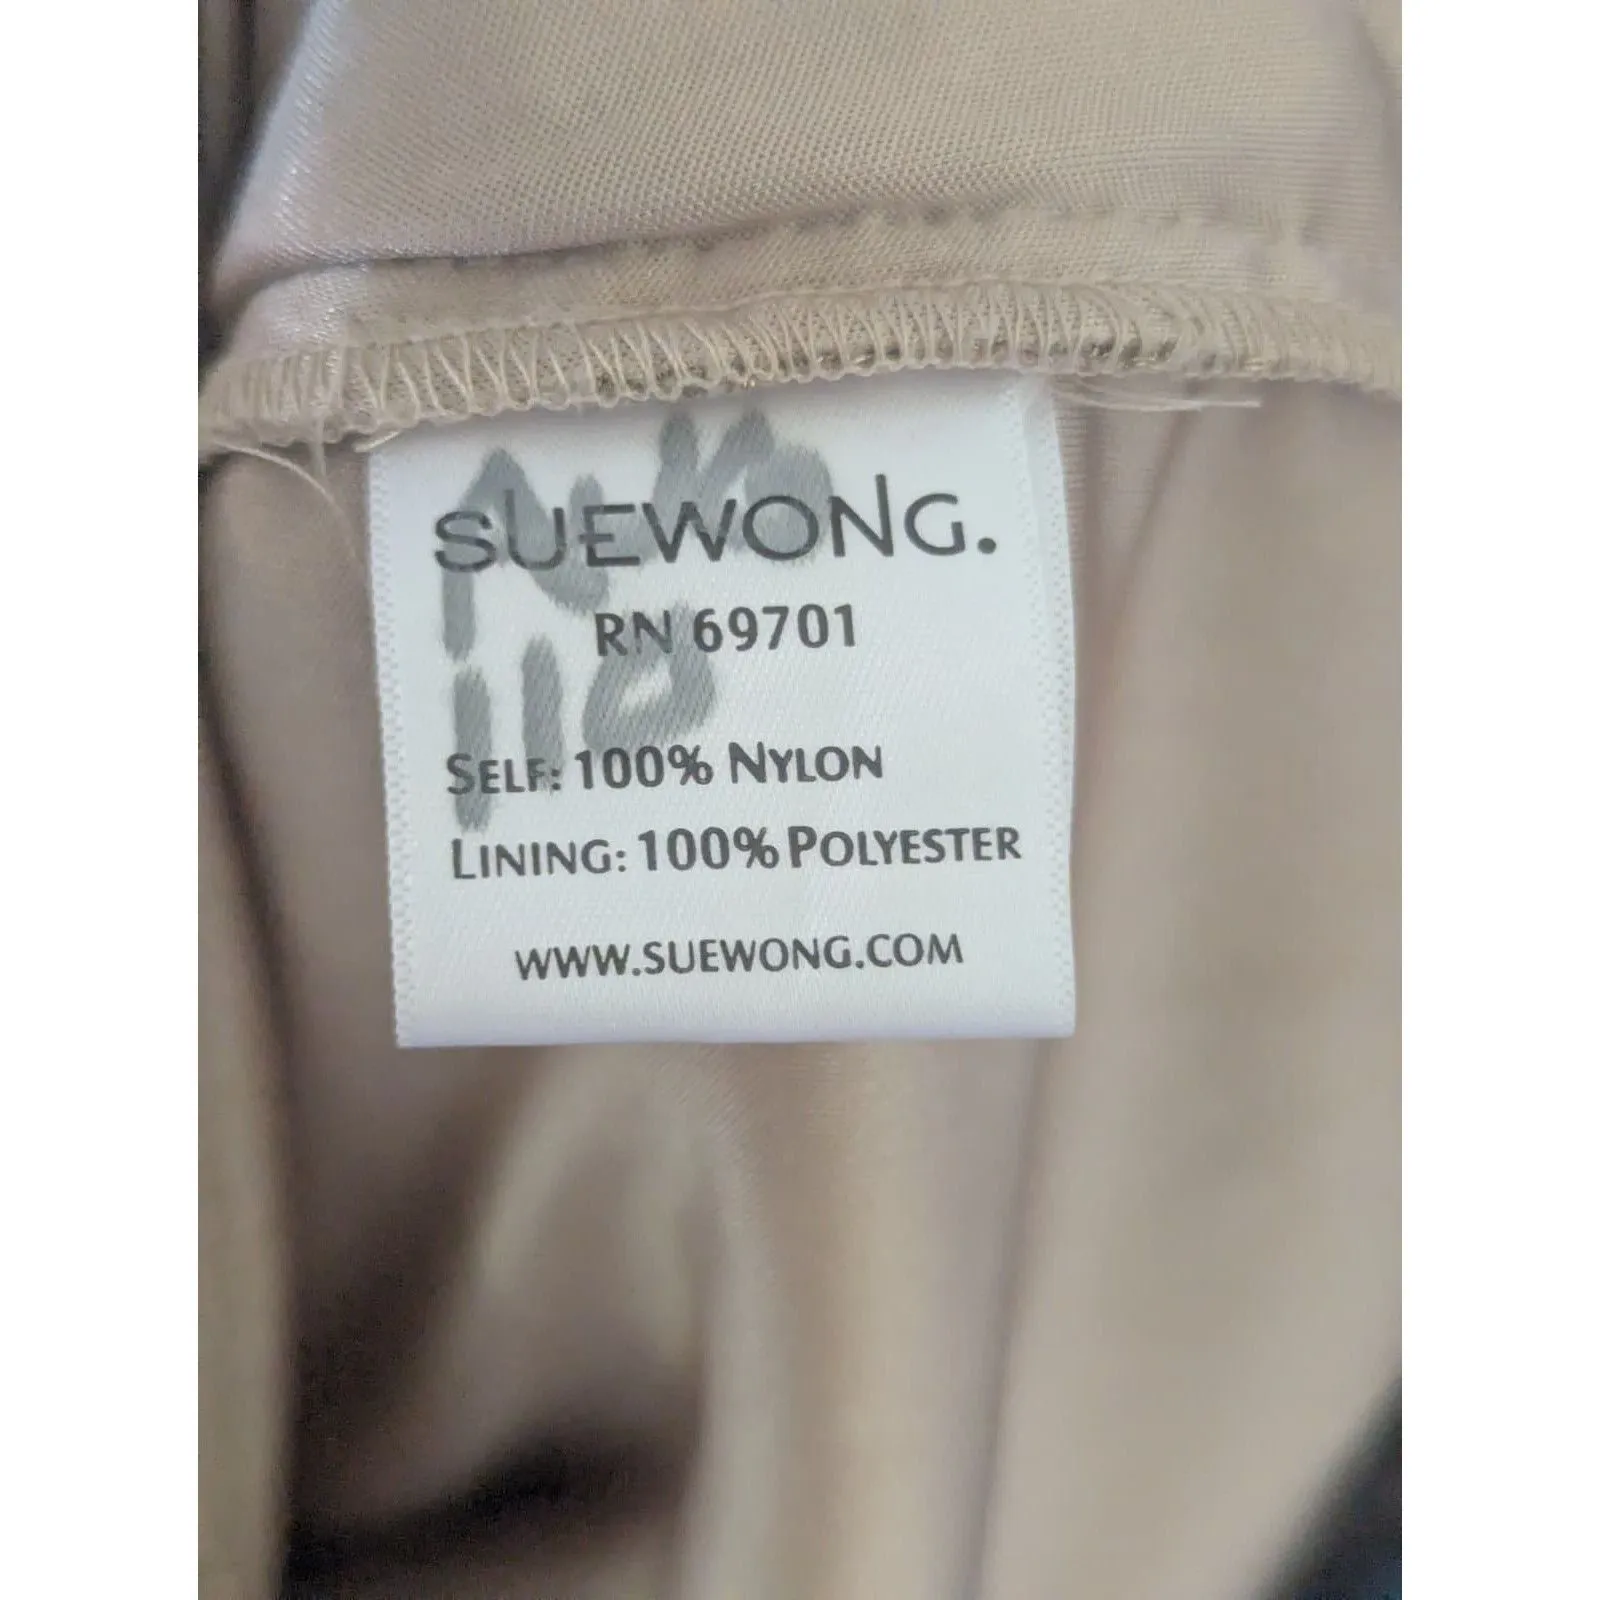 SUEWONG.
RN 69701
SELF: 100% NYLON
LINING: 100% POLYESTER
WWW.SUEWONG.COM